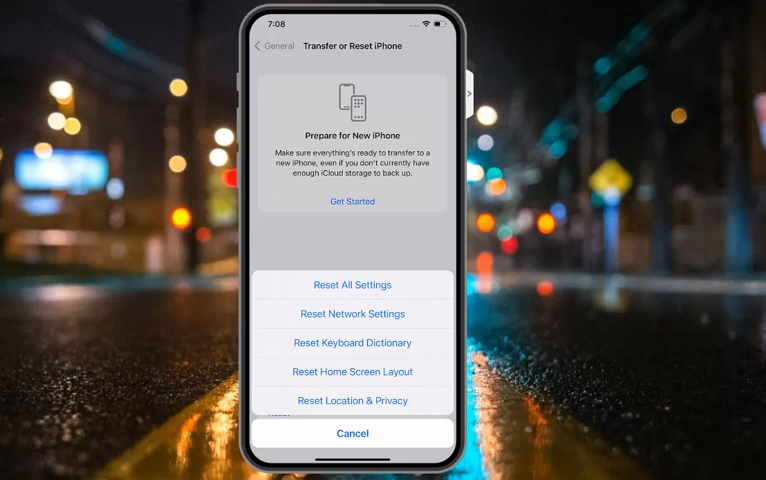 7:08
General
Transfer or Reset iPhone
Prepare for New iPhone
Make sure everything's ready to transfer to a
new iPhone, even if you don't currently have
enough iCloud storage to back up.
Get Started
Reset All Settings
Reset Network Settings
Reset Keyboard Dictionary
Reset Home Screen Layout
Reset Location & Privacy
Cancel